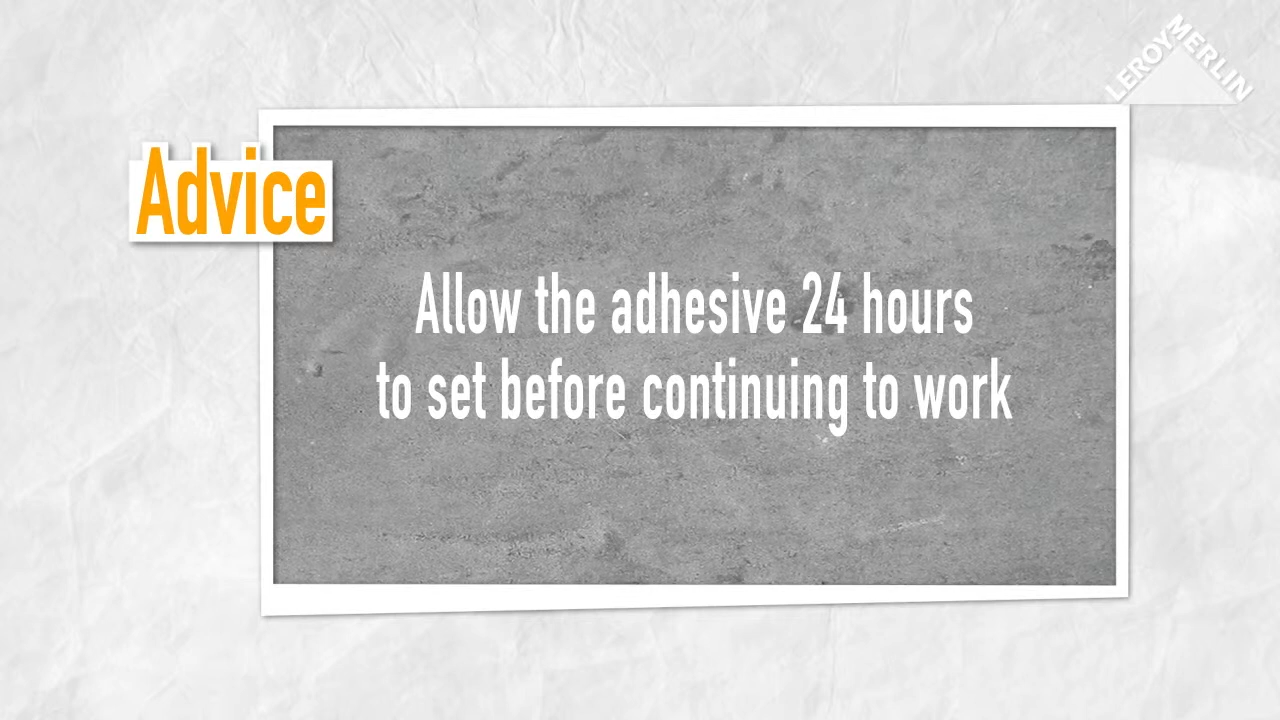 LEROY MERLIN
Advice
Allow the adhesive 24 hours
to set before continuing to work